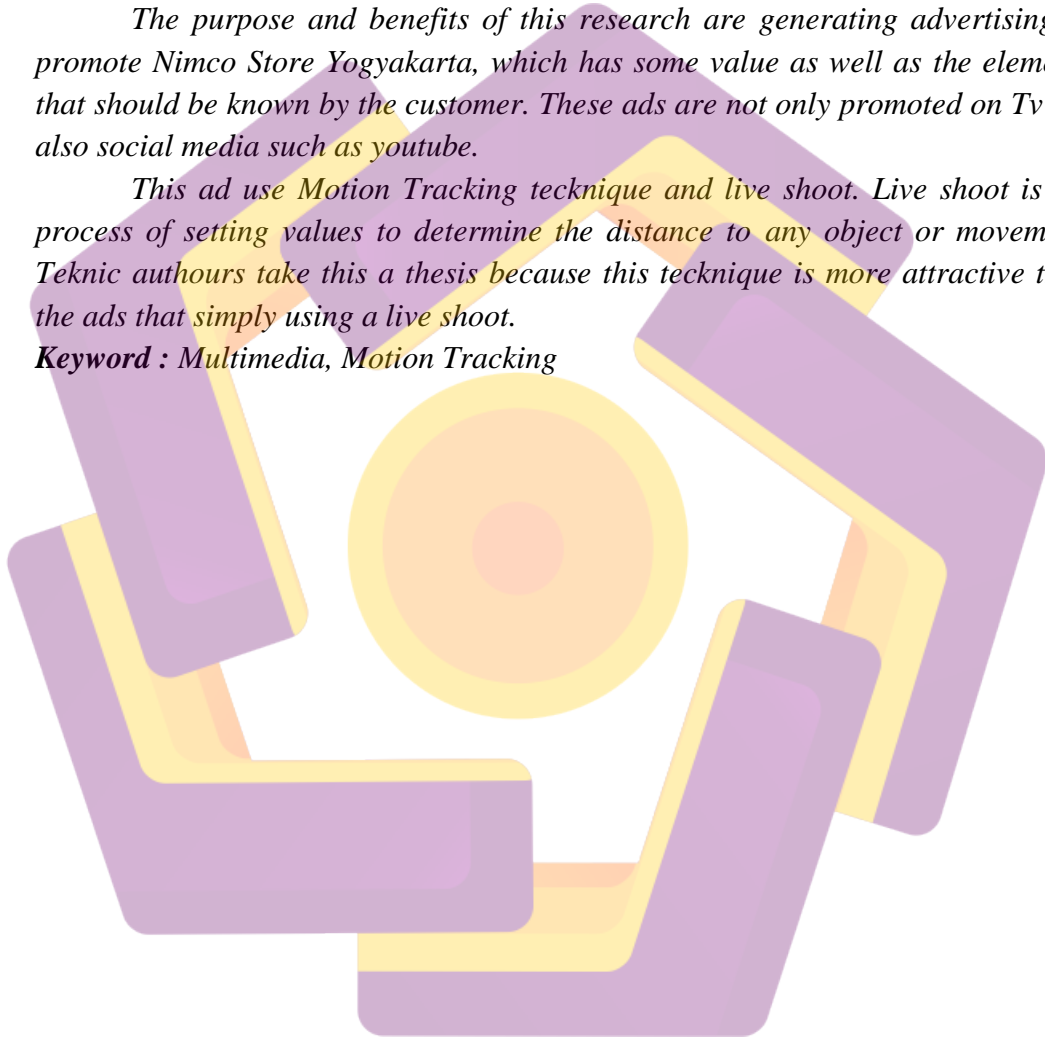 The purpose and benefits of this research are generating advertising
promote Nimco Store Yogyakarta, which has some value as well as the eleme
that should be known by the customer. These ads are not only promoted on Tv
also social media such as youtube.
This ad use Motion Tracking tecknique and live shoot. Live shoot is
process of setting values to determine the distance to any object or movem
Teknic authours take this a thesis because this tecknique is more attractive t
the ads that simply using a live shoot.
Keyword : Multimedia, Motion Tracking